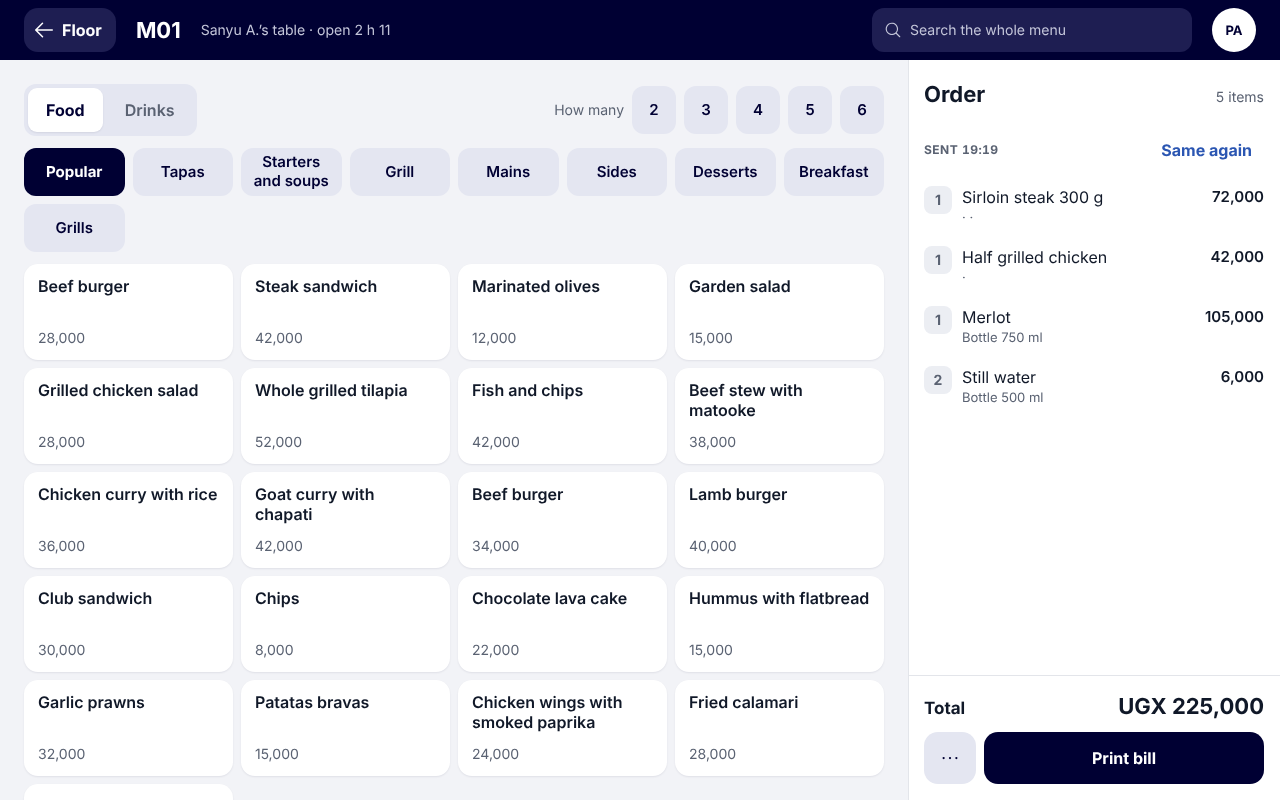 Floor
M01
Sanyu A.'s table · open 2 h 11
Search the whole menu
PA
Food
Drinks
How many
2
3
4
5
6
Popular
Tapas
Starters
and soups
Grill
Mains
Sides
Desserts
Breakfast
Grills
Beef burger
28,000
Steak sandwich
42,000
Marinated olives
12,000
Garden salad
15,000
Grilled chicken salad
28,000
Whole grilled tilapia
52,000
Fish and chips
42,000
Beef stew with
matooke
38,000
Chicken curry with rice
36,000
Goat curry with
chapati
42,000
Beef burger
34,000
Lamb burger
40,000
Club sandwich
30,000
Chips
8,000
Chocolate lava cake
22,000
Hummus with flatbread
15,000
Garlic prawns
32,000
Patatas bravas
15,000
Chicken wings with
smoked paprika
24,000
Fried calamari
28,000
Order
5 items
SENT 19:19
Same again
1 Sirloin steak 300 g 72,000
· ·
1 Half grilled chicken 42,000
·
1 Merlot 105,000
Bottle 750 ml
2 Still water 6,000
Bottle 500 ml
Total
UGX 225,000
···
Print bill